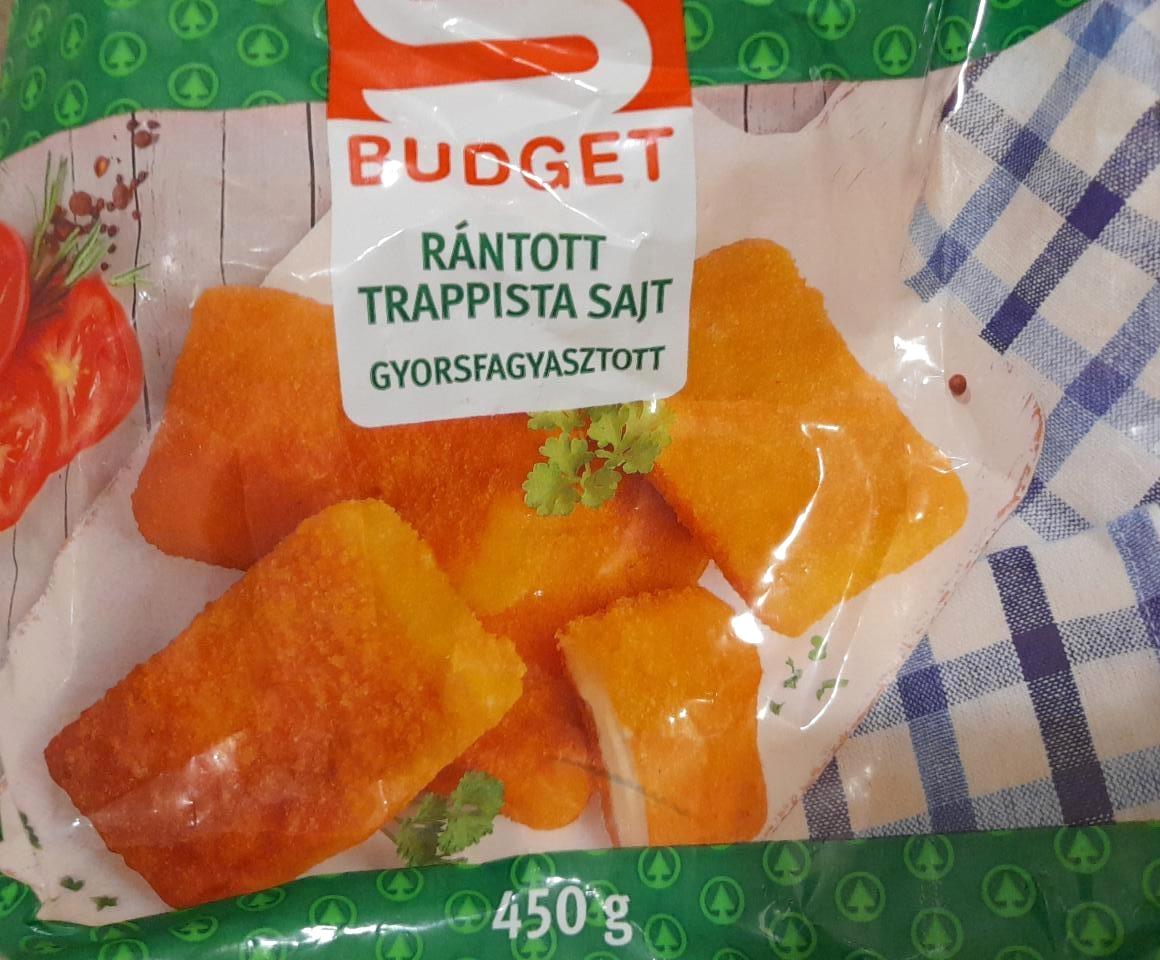 BUDGET
RÁNTOTT
TRAPPISTA SAJT
GYORSFAGYASZTOTT
450 g